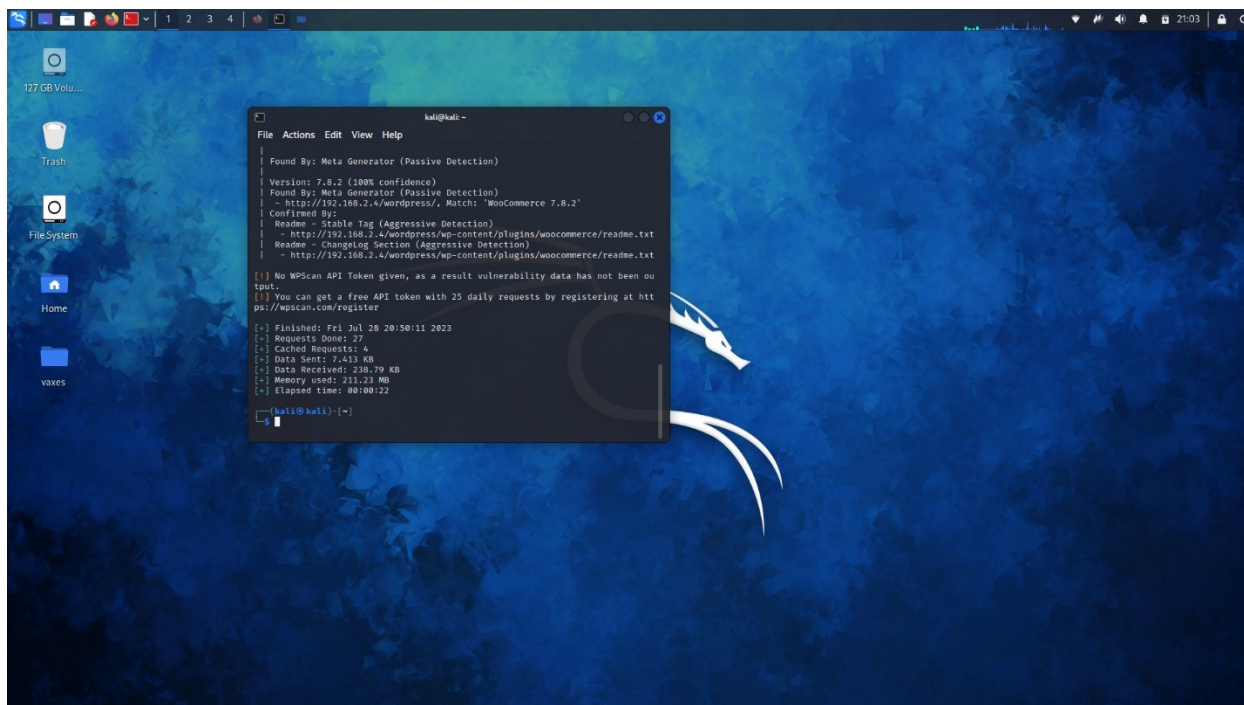 1 2 3 4
21:03
127 GB Volu...
Trash
File System
Home
vaxes
kali@kali: ~
File Actions Edit View Help
|
| Found By: Meta Generator (Passive Detection)
|
| Version: 7.8.2 (100% confidence)
| Found By: Meta Generator (Passive Detection)
|  - http://192.168.2.4/wordpress/, Match: 'WooCommerce 7.8.2'
| Confirmed By:
|  Readme - Stable Tag (Aggressive Detection)
|   - http://192.168.2.4/wordpress/wp-content/plugins/woocommerce/readme.txt
|  Readme - ChangeLog Section (Aggressive Detection)
|   - http://192.168.2.4/wordpress/wp-content/plugins/woocommerce/readme.txt
[!] No WPScan API Token given, as a result vulnerability data has not been ou
tput.
[!] You can get a free API token with 25 daily requests by registering at htt
ps://wpscan.com/register
[+] Finished: Fri Jul 28 20:50:11 2023
[+] Requests Done: 27
[+] Cached Requests: 4
[+] Data Sent: 7.413 KB
[+] Data Received: 238.79 KB
[+] Memory used: 211.23 MB
[+] Elapsed time: 00:00:22
┌──(kali㉿kali)-[~]
└─$